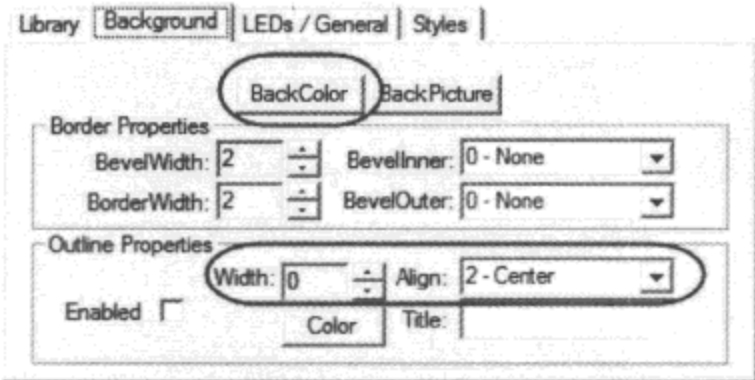 Library Background LEDs / General Styles
BackColor BackPicture
Border Properties
BevelWidth: 2 BevelInner: 0 - None
BorderWidth: 2 BevelOuter: 0 - None
Outline Properties
Width: 0 Align: 2 - Center
Enabled Color Title: